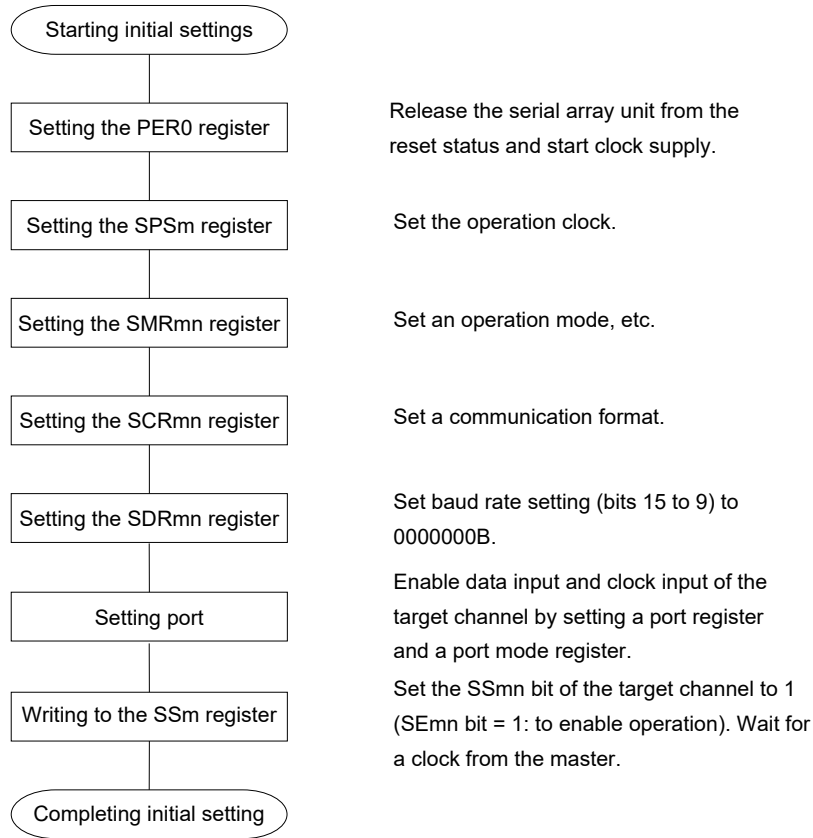 Starting initial settings
Setting the PER0 register
Release the serial array unit from the
reset status and start clock supply.
Setting the SPSm register
Set the operation clock.
Setting the SMRmn register
Set an operation mode, etc.
Setting the SCRmn register
Set a communication format.
Setting the SDRmn register
Set baud rate setting (bits 15 to 9) to
0000000B.
Setting port
Enable data input and clock input of the
target channel by setting a port register
and a port mode register.
Writing to the SSm register
Set the SSmn bit of the target channel to 1
(SEmn bit = 1: to enable operation). Wait for
a clock from the master.
Completing initial setting